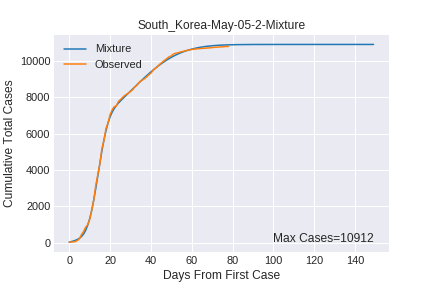 South_Korea-May-05-2-Mixture
Mixture
Observed
10000
8000
6000
4000
2000
0
Cumulative Total Cases
Max Cases=10912
0 20 40 60 80 100 120 140
Days From First Case